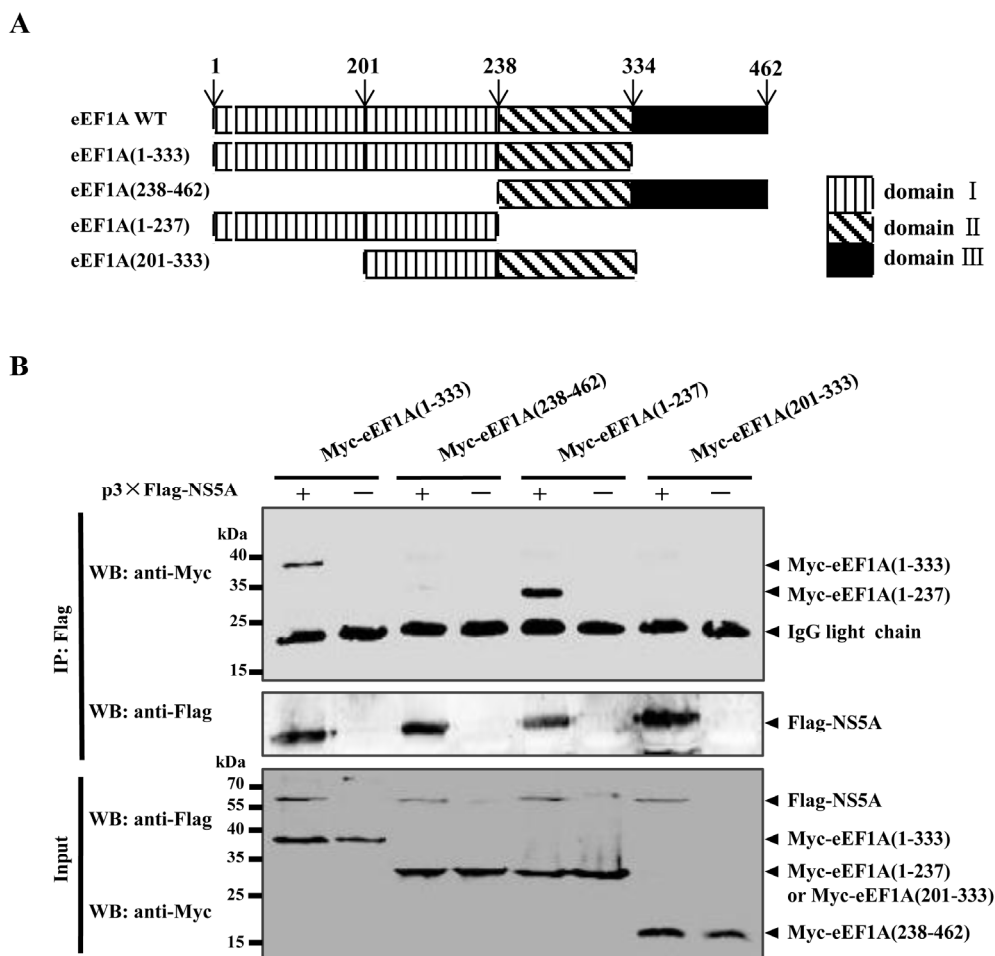 A
1 201 238 334 462
eEF1A WT
eEF1A(1-333)
eEF1A(238-462)
eEF1A(1-237)
eEF1A(201-333)
domain Ⅰ
domain Ⅱ
domain Ⅲ
B
Myc-eEF1A(1-333)
Myc-eEF1A(238-462)
Myc-eEF1A(1-237)
Myc-eEF1A(201-333)
p3×Flag-NS5A + — + — + — + —
IP: Flag
WB: anti-Myc
kDa
40
35
25
15
Myc-eEF1A(1-333)
Myc-eEF1A(1-237)
IgG light chain
WB: anti-Flag
Flag-NS5A
Input
WB: anti-Flag
WB: anti-Myc
kDa
70
55
40
35
25
15
Flag-NS5A
Myc-eEF1A(1-333)
Myc-eEF1A(1-237)
or Myc-eEF1A(201-333)
Myc-eEF1A(238-462)